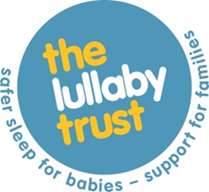 the
lullaby
trust
safer sleep for babies – support for families